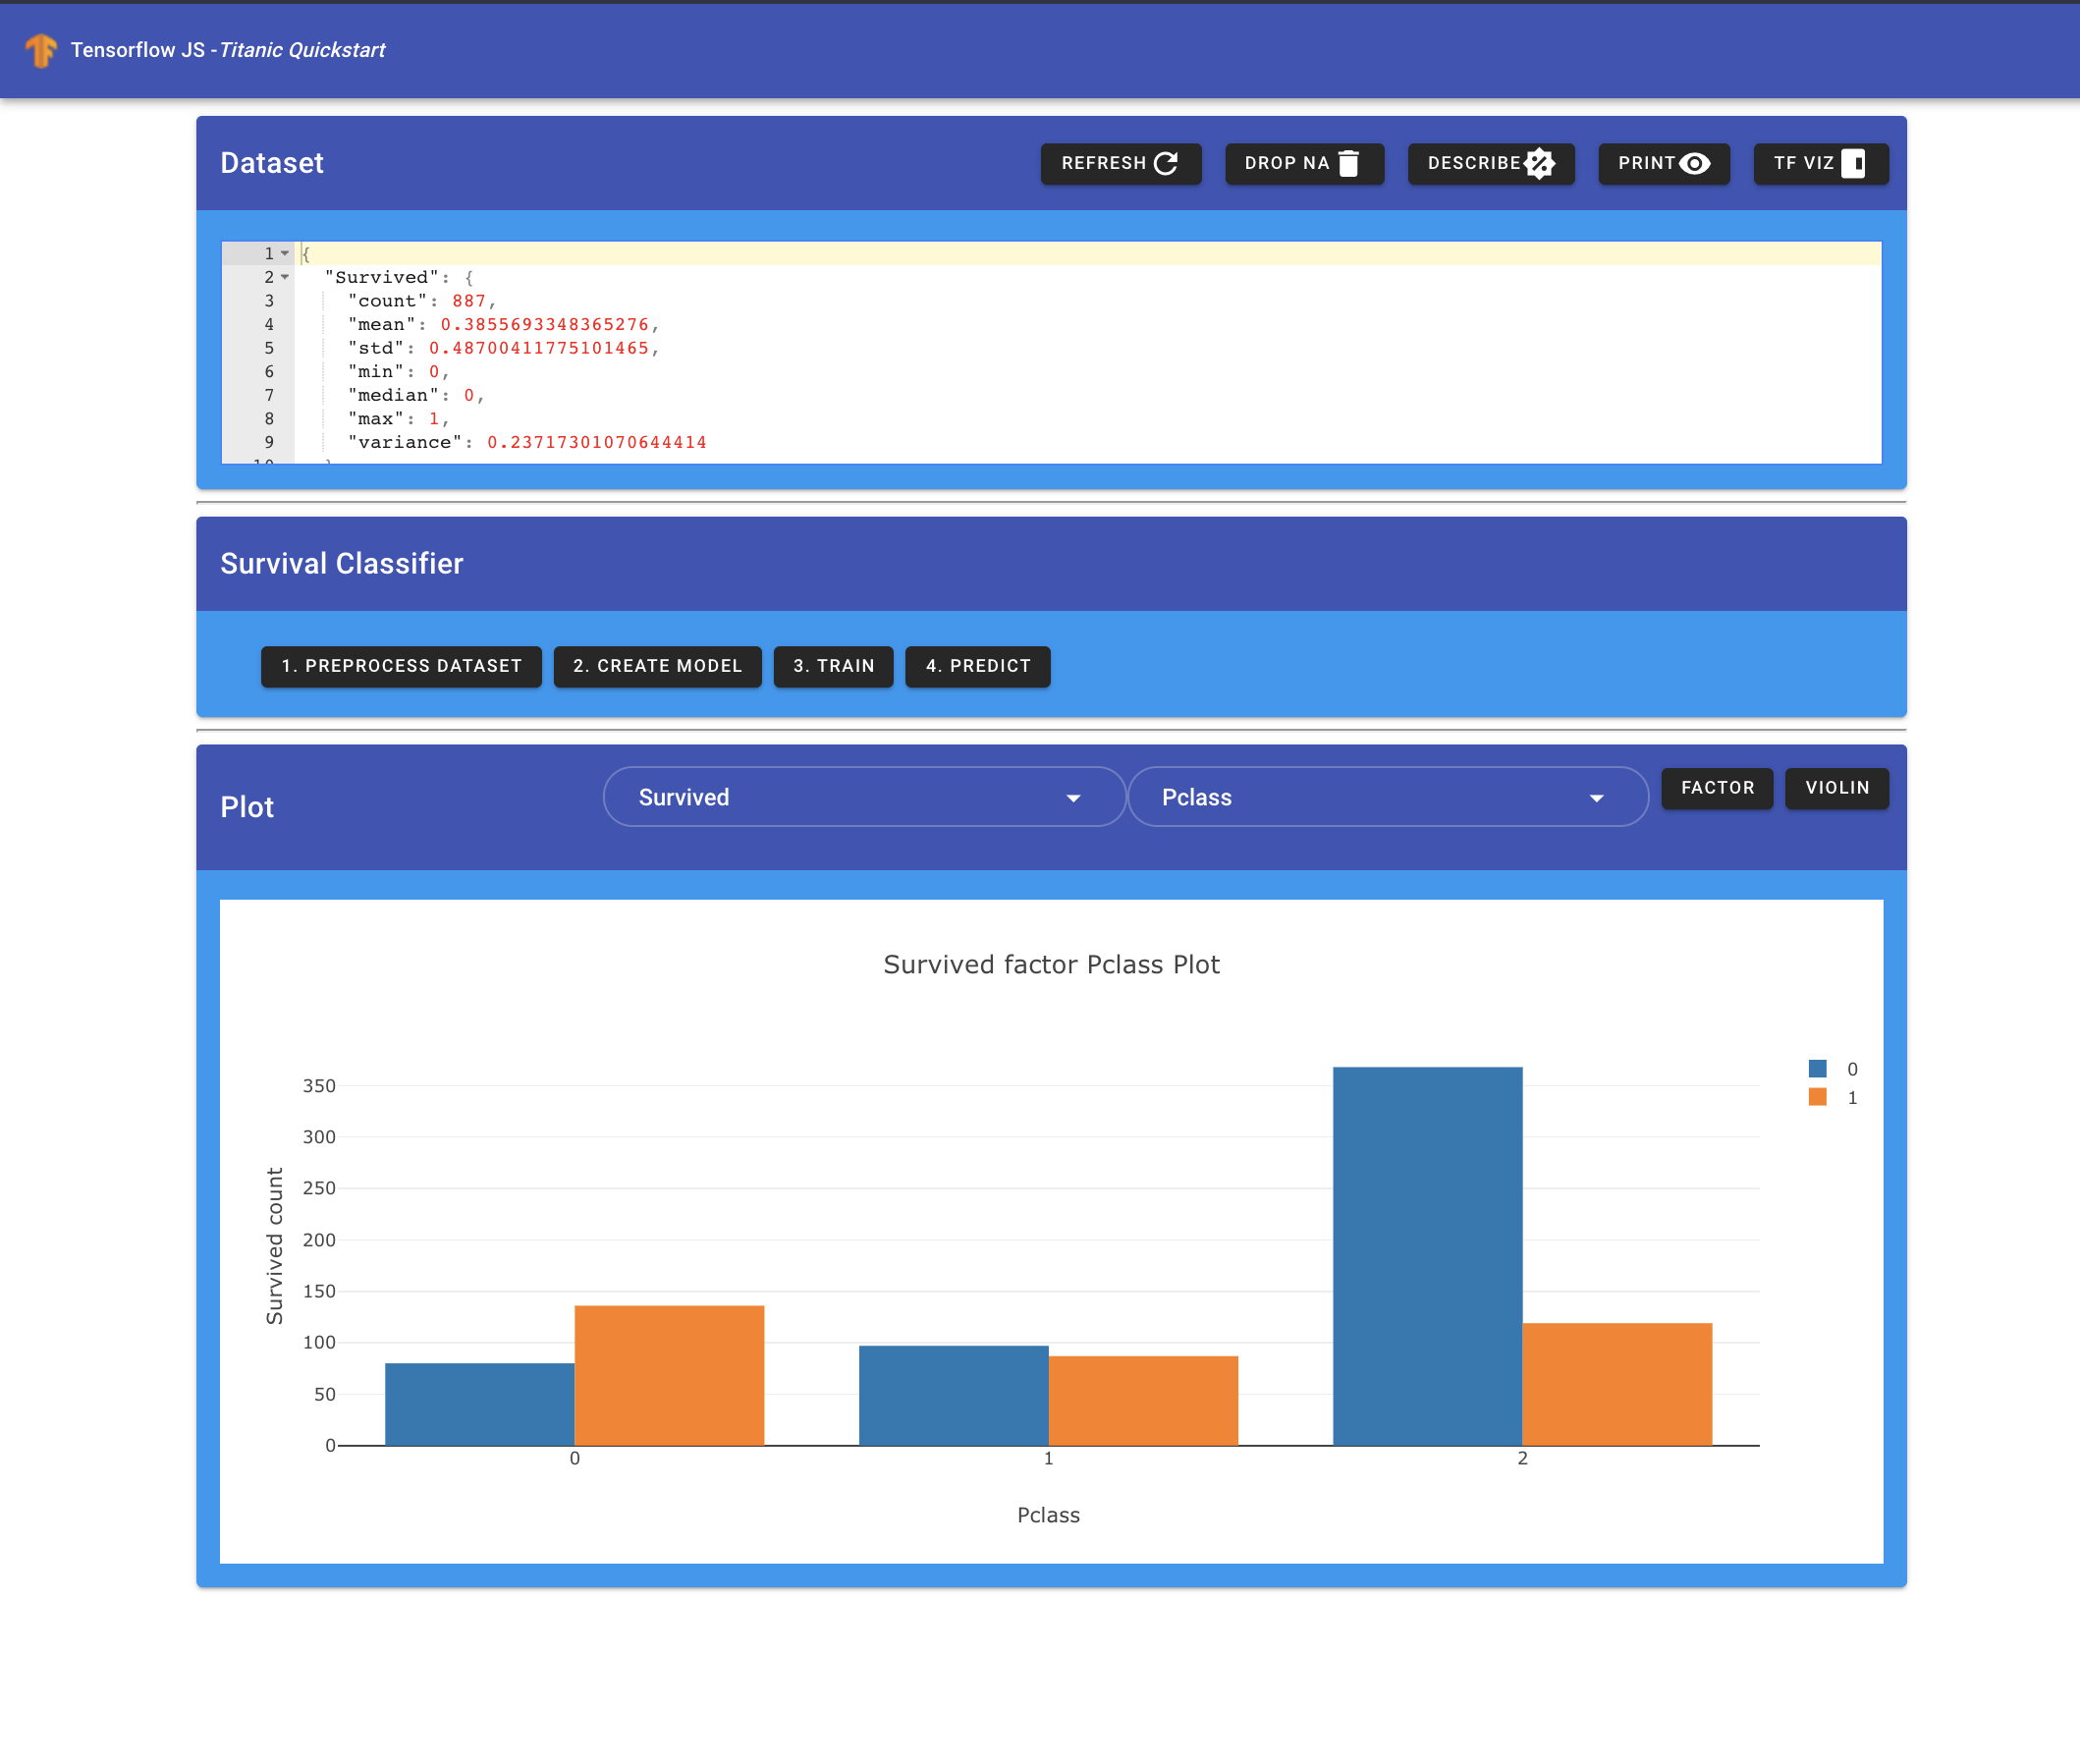 Tensorflow JS -Titanic Quickstart
Dataset
REFRESH
DROP NA
DESCRIBE
PRINT
TF VIZ
1 {
2 "Survived": {
3 "count": 887,
4 "mean": 0.3855693348365276,
5 "std": 0.48700411775101465,
6 "min": 0,
7 "median": 0,
8 "max": 1,
9 "variance": 0.23717301070644414
Survival Classifier
1. PREPROCESS DATASET
2. CREATE MODEL
3. TRAIN
4. PREDICT
Plot
Survived
Pclass
FACTOR
VIOLIN
Survived factor Pclass Plot
0
1
350
300
250
200
150
100
50
0
Survived count
0 1 2
Pclass